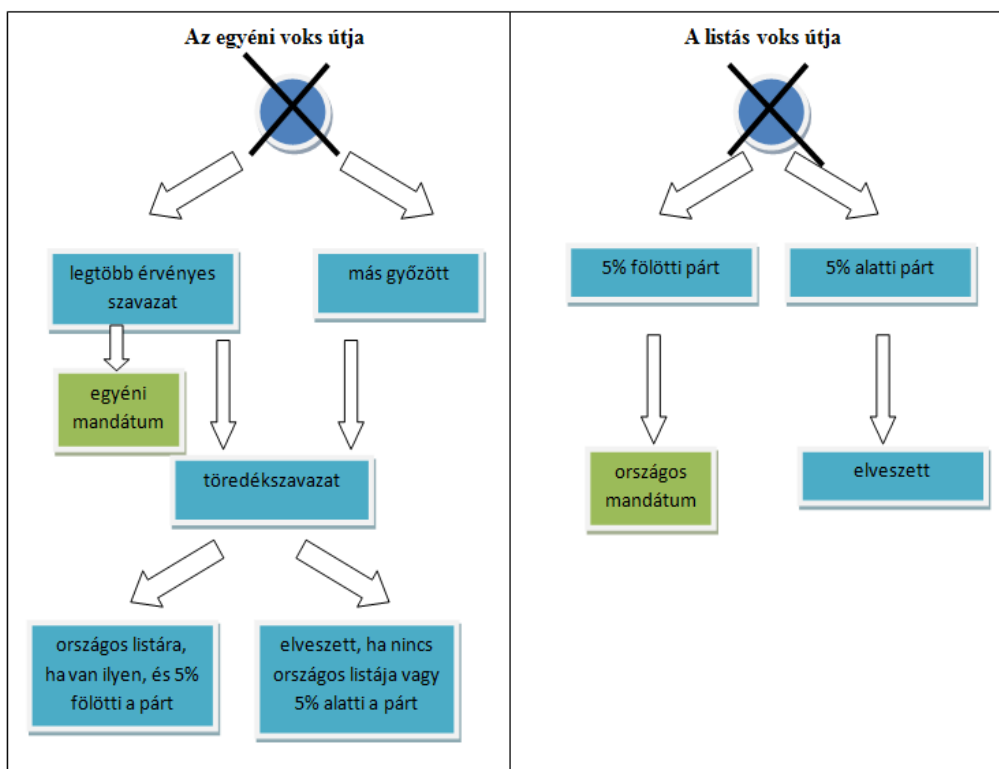 Az egyéni voks útja
legtöbb érvényes
szavazat
más győzött
egyéni
mandátum
töredékszavazat
országos listára,
ha van ilyen, és 5%
fölötti a párt
elveszett, ha nincs
országos listája vagy
5% alatti a párt
A listás voks útja
5% fölötti párt
5% alatti párt
országos
mandátum
elveszett